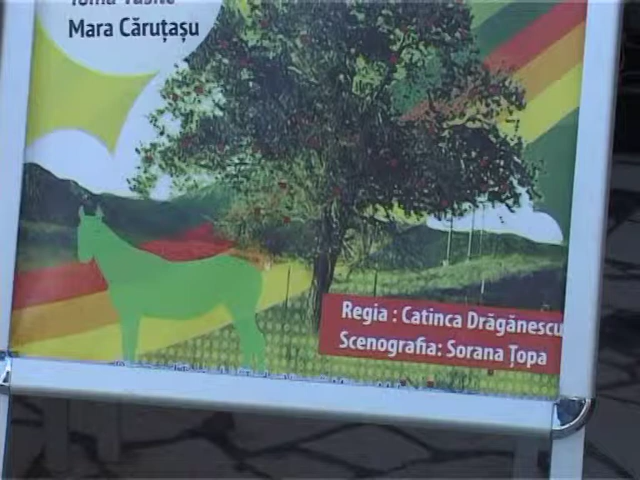 Mara Căruțașu
Regia : Catinca Drăgănescu
Scenografia: Sorana Țopa